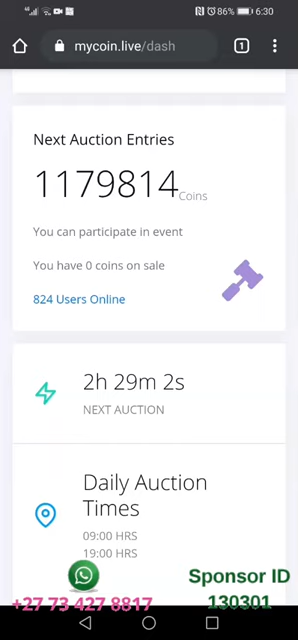 86% 6:30
mycoin.live/dash
1
Next Auction Entries
1179814 Coins
You can participate in event
You have 0 coins on sale
824 Users Online
2h 29m 2s
NEXT AUCTION
Daily Auction
Times
09:00 HRS
19:00 HRS
Sponsor ID
+27 73 427 8817
130301